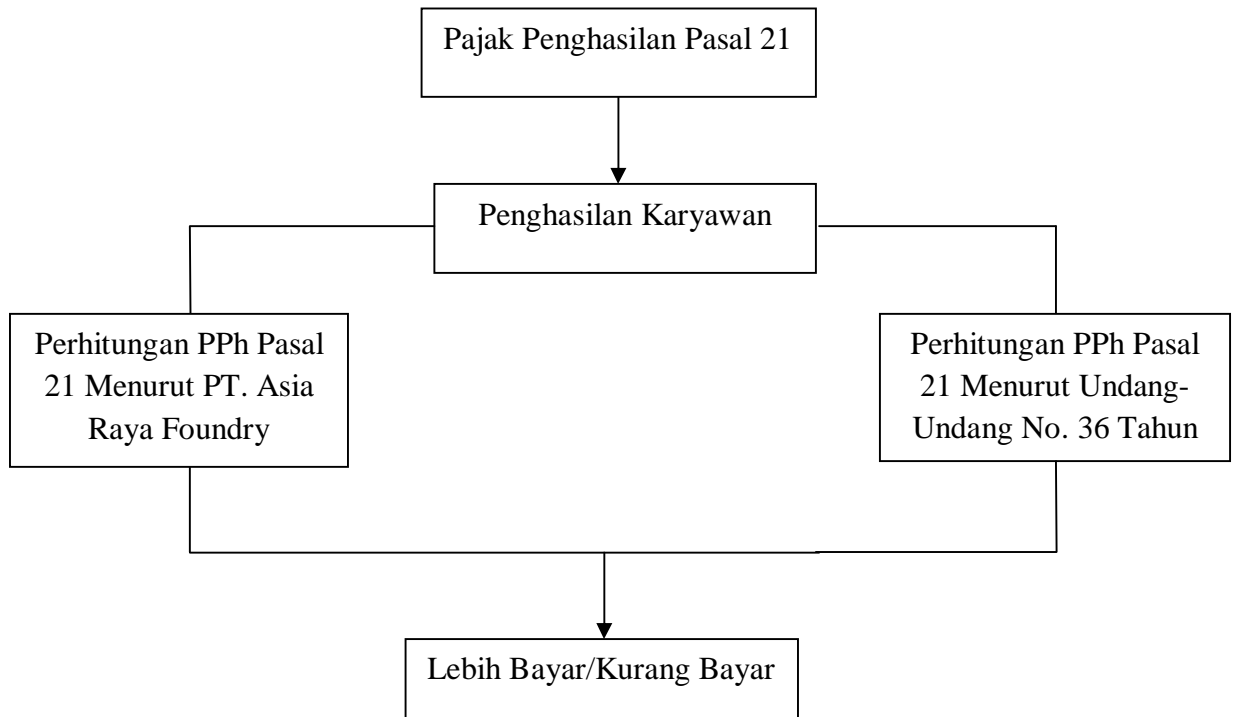 Pajak Penghasilan Pasal 21
Penghasilan Karyawan
Perhitungan PPh Pasal
21 Menurut PT. Asia
Raya Foundry
Perhitungan PPh Pasal
21 Menurut Undang-
Undang No. 36 Tahun
Lebih Bayar/Kurang Bayar